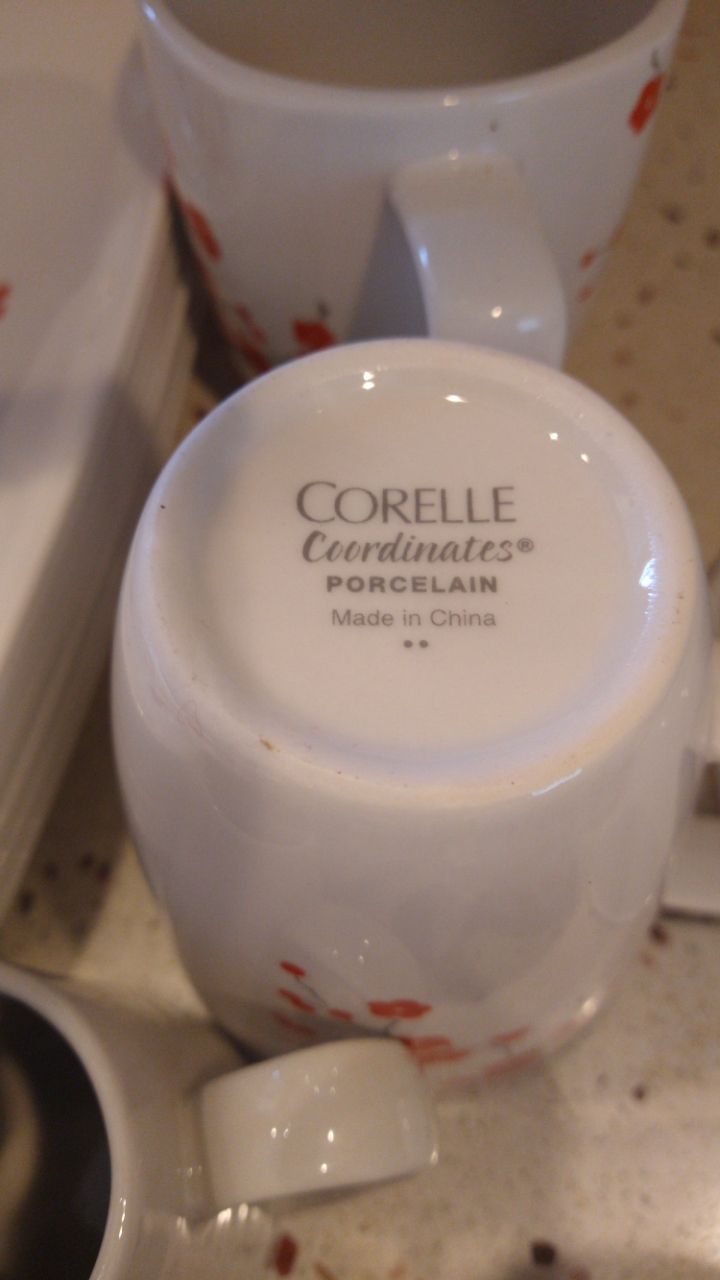 CORELLE
Coordinates®
PORCELAIN
Made in China